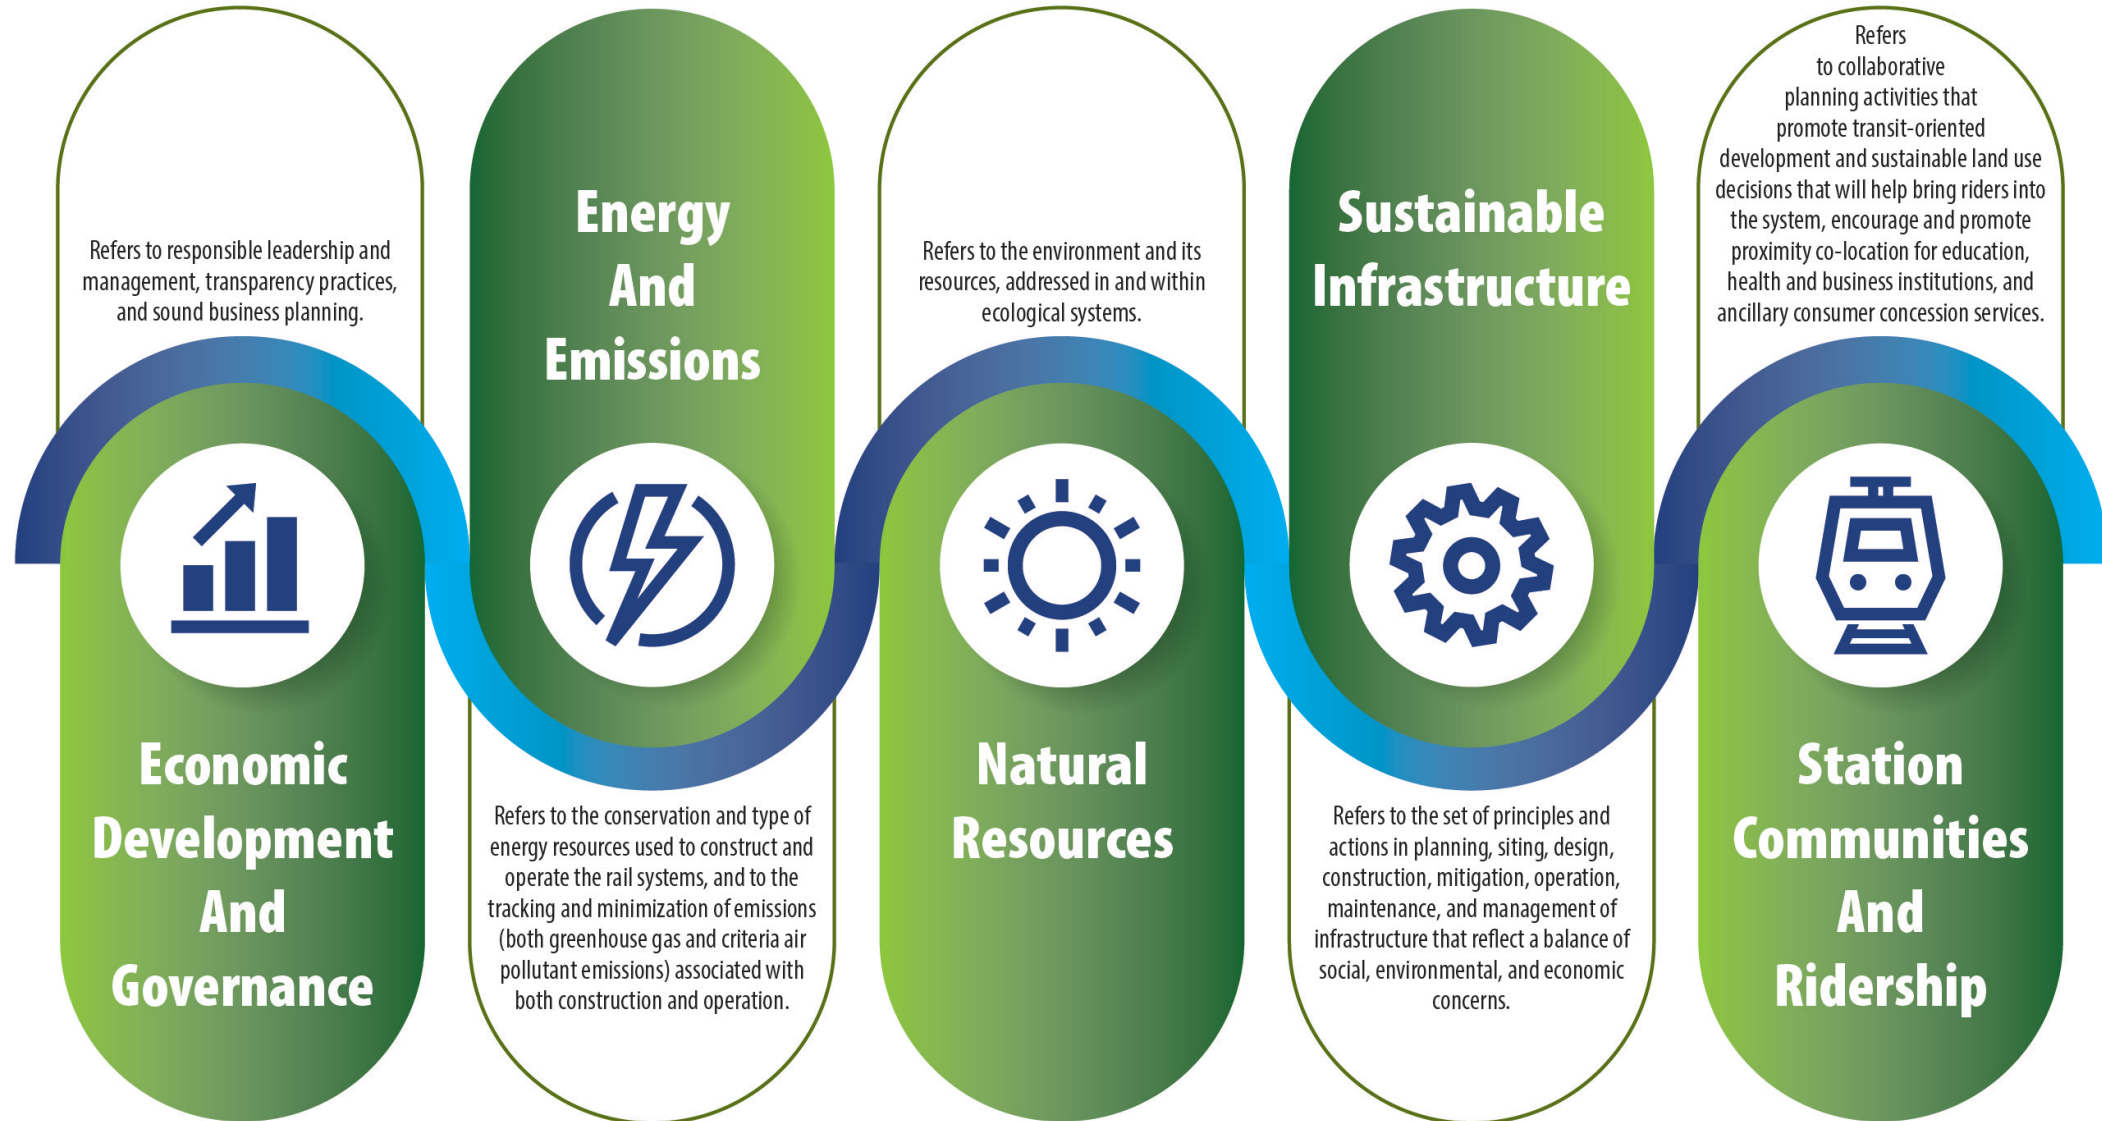 Refers to responsible leadership and
management, transparency practices,
and sound business planning.
Economic
Development
And
Governance
Energy
And
Emissions
Refers to the conservation and type of
energy resources used to construct and
operate the rail systems, and to the
tracking and minimization of emissions
(both greenhouse gas and criteria air
pollutant emissions) associated with
both construction and operation.
Refers to the environment and its
resources, addressed in and within
ecological systems.
Natural
Resources
Sustainable
Infrastructure
Refers to the set of principles and
actions in planning, siting, design,
construction, mitigation, operation,
maintenance, and management of
infrastructure that reflect a balance of
social, environmental, and economic
concerns.
Refers
to collaborative
planning activities that
promote transit-oriented
development and sustainable land use
decisions that will help bring riders into
the system, encourage and promote
proximity co-location for education,
health and business institutions, and
ancillary consumer concession services.
Station
Communities
And
Ridership